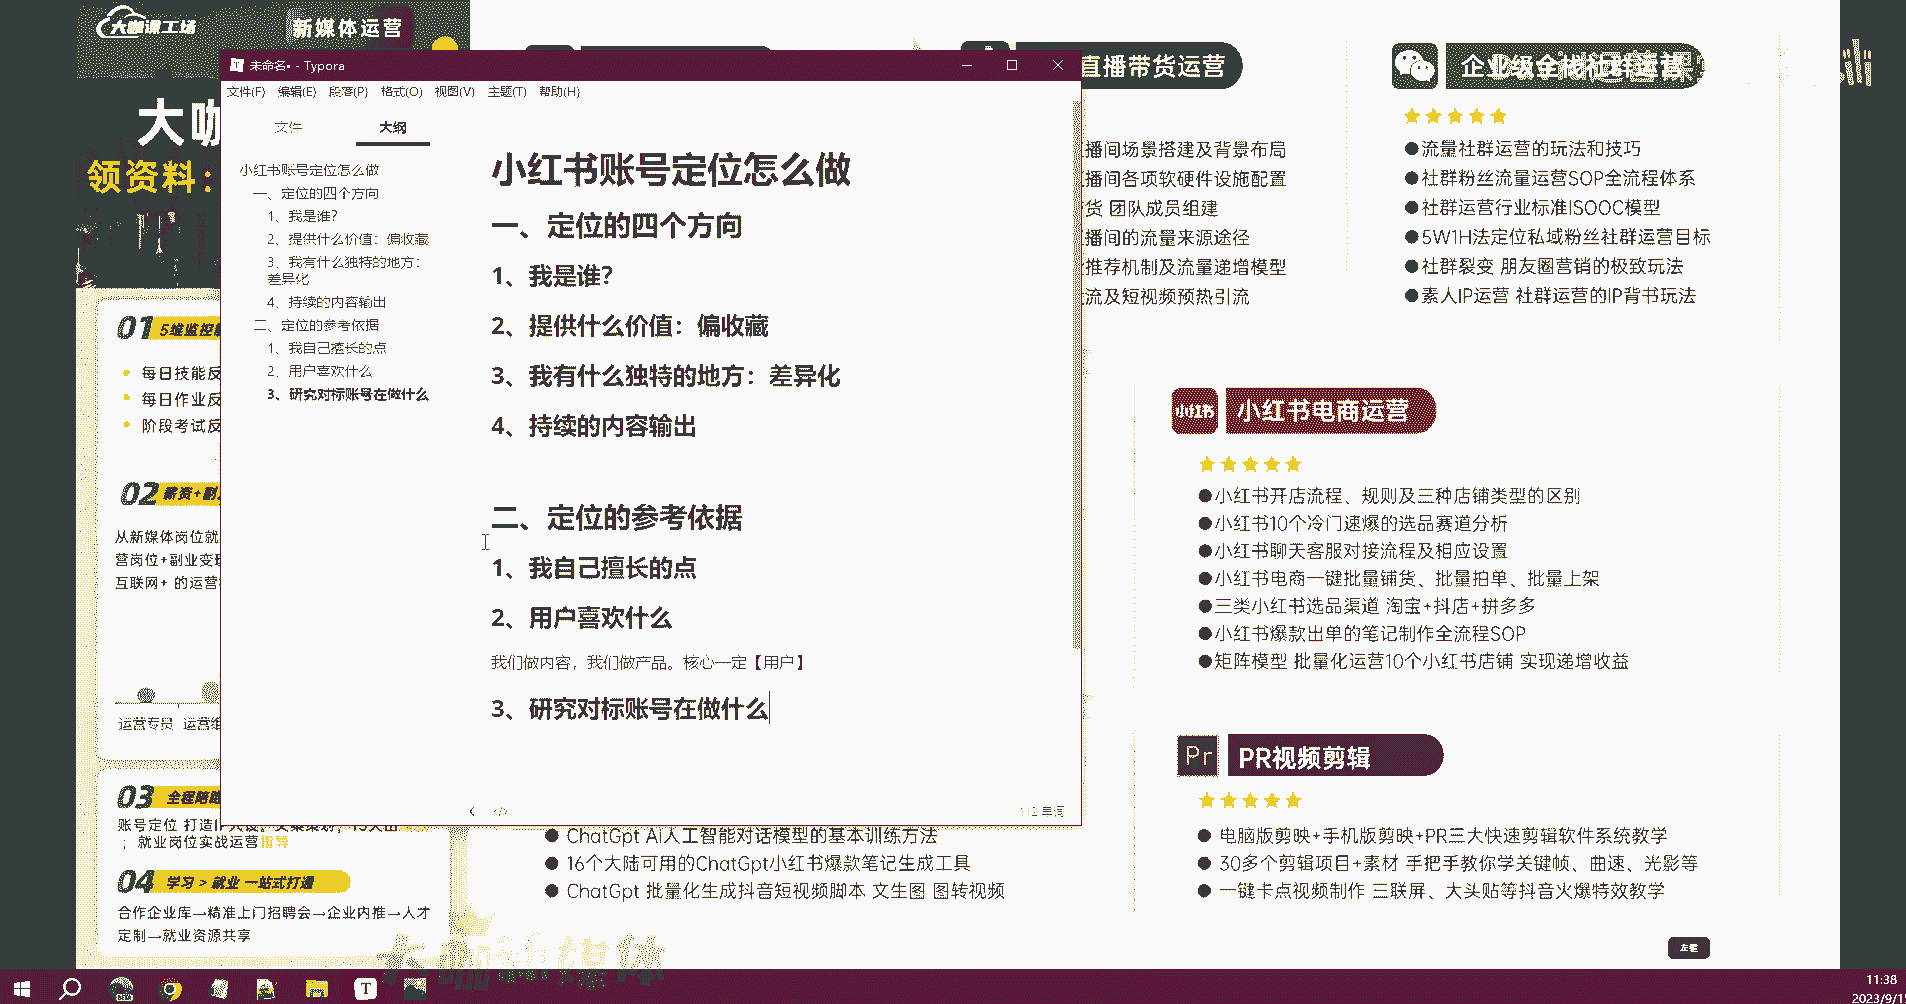 大咖课工场
新媒体运营
大咖
领资料:
未命名• - Typora
文件(F) 编辑(E) 段落(P) 格式(O) 视图(V) 主题(T) 帮助(H)
文件
大纲
小红书账号定位怎么做
一、定位的四个方向
1、我是谁?
2、提供什么价值:偏收藏
3、我有什么独特的地方:
差异化
4、持续的内容输出
二、定位的参考依据
1、我自己擅长的点
2、用户喜欢什么
3、研究对标账号在做什么
小红书账号定位怎么做
一、定位的四个方向
1、我是谁?
2、提供什么价值:偏收藏
3、我有什么独特的地方:差异化
4、持续的内容输出
二、定位的参考依据
1、我自己擅长的点
2、用户喜欢什么
我们做内容,我们做产品。核心一定【用户】
3、研究对标账号在做什么
112 单词
01 5维监控
每日技能反
每日作业反
阶段考试反
02 薪资+副
从新媒体岗位就
营岗位+副业变现
互联网+ 的运营
运营专员 运营组
03 全程陪跑
账号定位 打造
;就业岗位实战运营指导
04 学习 > 就业 一站式打通
合作企业库→精准上门招聘会→企业内推→人才
定制→就业资源共享
直播带货运营
播间场景搭建及背景布局
播间各项软硬件设施配置
货 团队成员组建
播间的流量来源途径
推荐机制及流量递增模型
流及短视频预热引流
企业级全栈社群运营
●流量社群运营的玩法和技巧
●社群粉丝流量运营SOP全流程体系
●社群运营行业标准ISOOC模型
●5W1H法定位私域粉丝社群运营目标
●社群裂变 朋友圈营销的极致玩法
●素人IP运营 社群运营的IP背书玩法
小红书 小红书电商运营
●小红书开店流程、规则及三种店铺类型的区别
●小红书10个冷门速爆的选品赛道分析
●小红书聊天客服对接流程及相应设置
●小红书电商一键批量铺货、批量拍单、批量上架
●三类小红书选品渠道 淘宝+抖店+拼多多
●小红书爆款出单的笔记制作全流程SOP
●矩阵模型 批量化运营10个小红书店铺 实现递增收益
Pr PR视频剪辑
● 电脑版剪映+手机版剪映+PR三大快速剪辑软件系统教学
● 30多个剪辑项目+素材 手把手教你学关键帧、曲速、光影等
● 一键卡点视频制作 三联屏、大头贴等抖音火爆特效教学
● ChatGpt Ai人工智能对话模型的基本训练方法
● 16个大陆可用的ChatGpt小红书爆款笔记生成工具
● ChatGpt 批量化生成抖音短视频脚本 文生图 图转视频
大咖新媒体
左键
11:38
2023/9/1